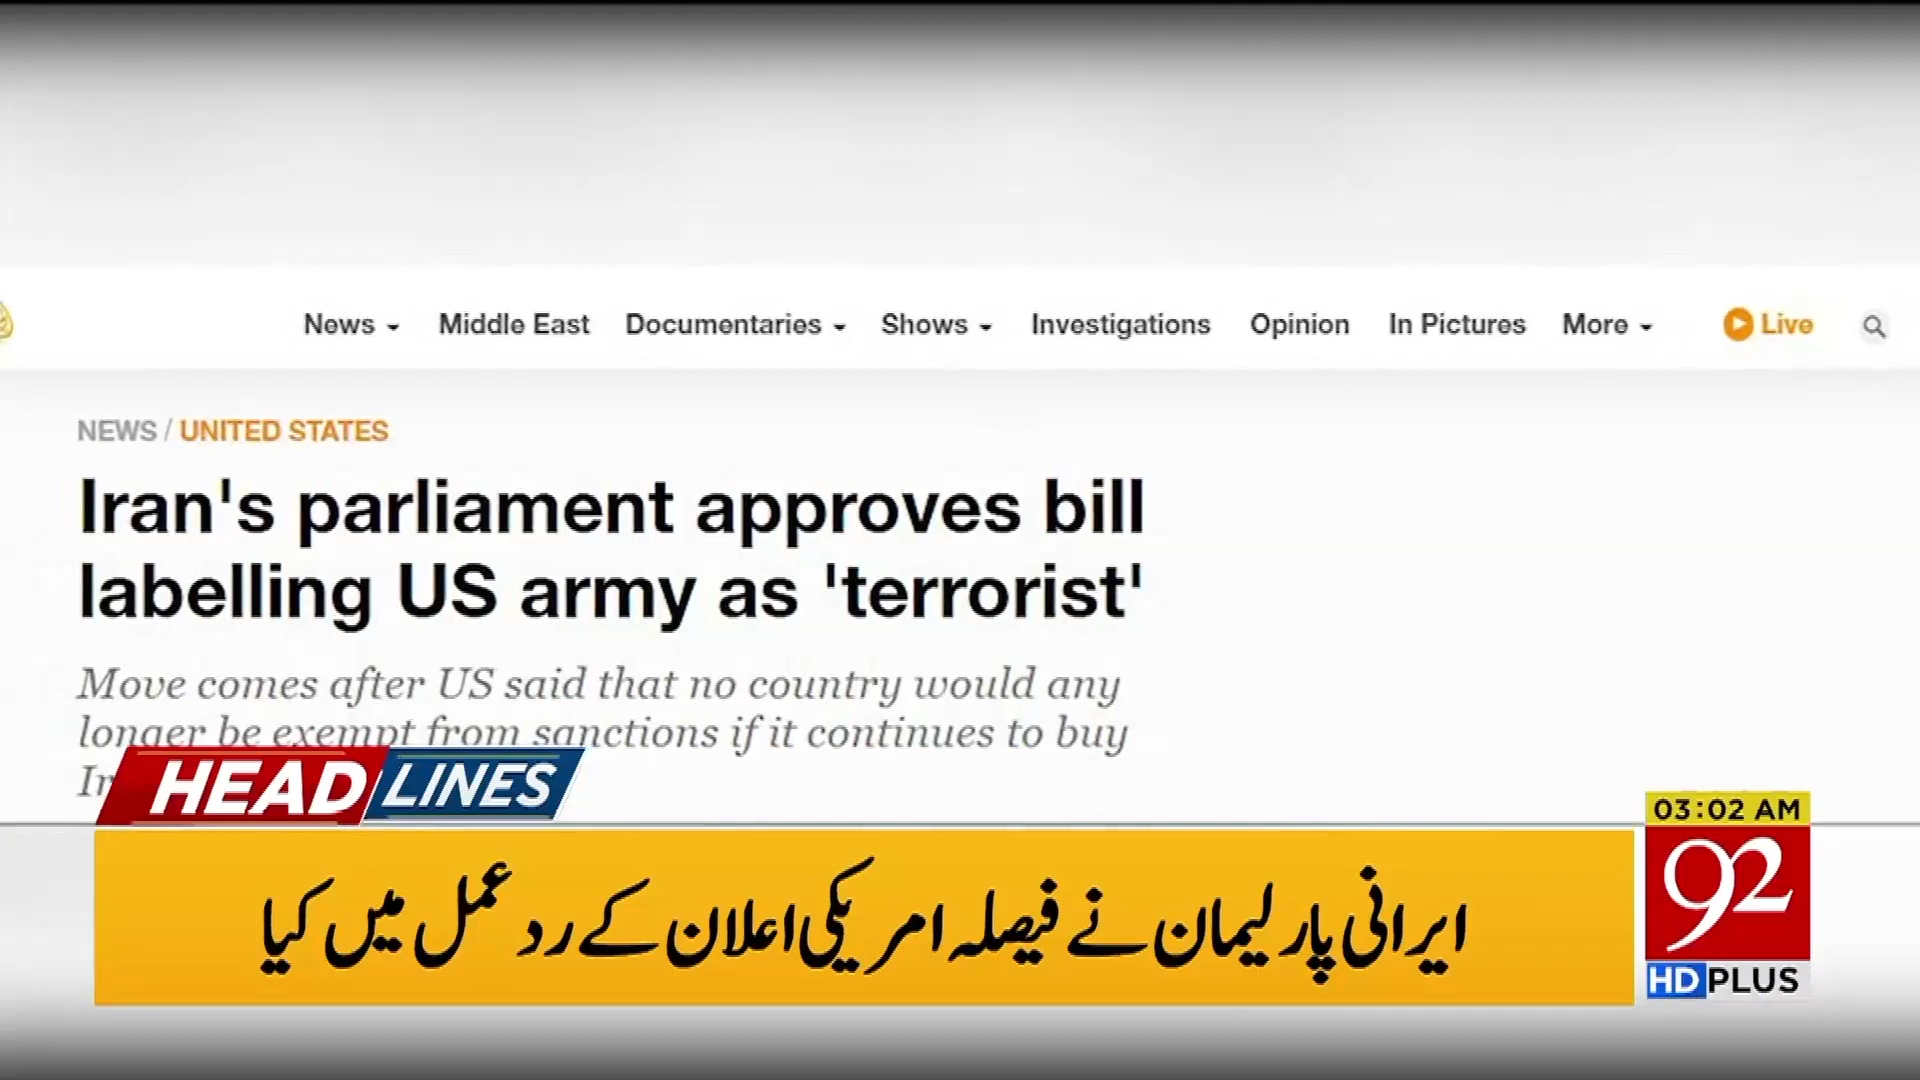 News Middle East Documentaries Shows Investigations Opinion In Pictures More Live
NEWS / UNITED STATES
Iran's parliament approves bill
labelling US army as 'terrorist'
Move comes after US said that no country would any
longer be exempt from sanctions if it continues to buy
HEADLINES
03:02 AM
ایرانی پارلیمان نے فیصلہ امریکی اعلان کے رد عمل میں کیا
92
HD PLUS